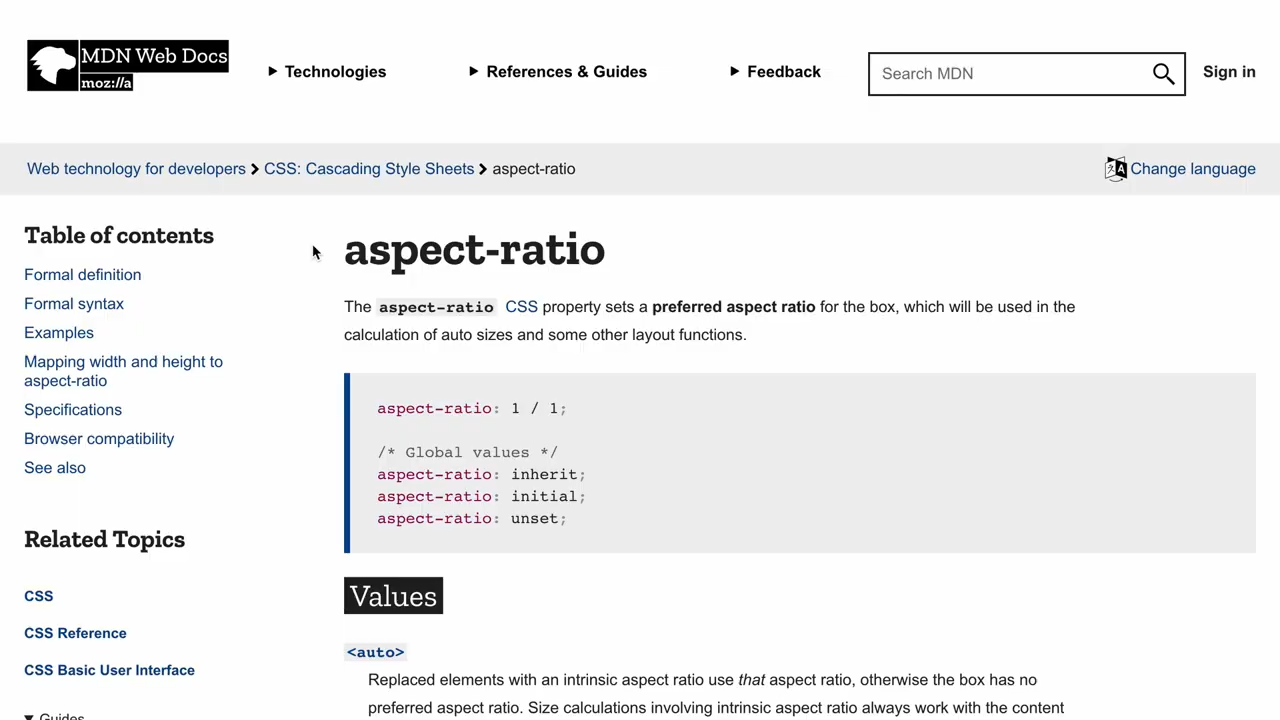 MDN Web Docs
moz://a
▶ Technologies
▶ References & Guides
▶ Feedback
Search MDN
Sign in
Web technology for developers > CSS: Cascading Style Sheets > aspect-ratio
Change language
Table of contents
Formal definition
Formal syntax
Examples
Mapping width and height to
aspect-ratio
Specifications
Browser compatibility
See also
Related Topics
CSS
CSS Reference
CSS Basic User Interface
▼ Guides
aspect-ratio
The aspect-ratio CSS property sets a preferred aspect ratio for the box, which will be used in the
calculation of auto sizes and some other layout functions.
aspect-ratio: 1 / 1;
/* Global values */
aspect-ratio: inherit;
aspect-ratio: initial;
aspect-ratio: unset;
Values
<auto>
Replaced elements with an intrinsic aspect ratio use that aspect ratio, otherwise the box has no
preferred aspect ratio. Size calculations involving intrinsic aspect ratio always work with the content